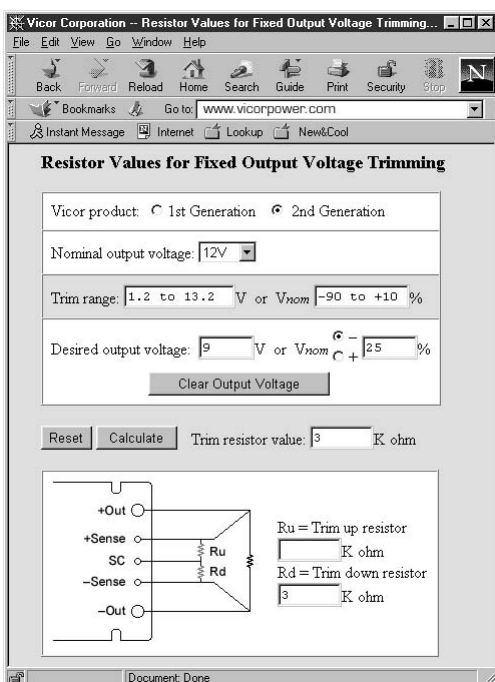 Vicor Corporation -- Resistor Values for Fixed Output Voltage Trimming...
File Edit View Go Window Help
Back Forward Reload Home Search Guide Print Security Stop
N
Bookmarks Go to: www.vicorpower.com
Instant Message Internet Lookup New&Cool
Resistor Values for Fixed Output Voltage Trimming
Vicor product: 1st Generation 2nd Generation
Nominal output voltage: 12V
Trim range: 1.2 to 13.2 V or Vnom -90 to +10 %
Desired output voltage: 9 V or Vnom − + 25 %
Clear Output Voltage
Reset Calculate Trim resistor value: 3 K ohm
+Out
+Sense
SC
−Sense
−Out
Ru
Rd
Ru = Trim up resistor
K ohm
Rd = Trim down resistor
3 K ohm
Document: Done